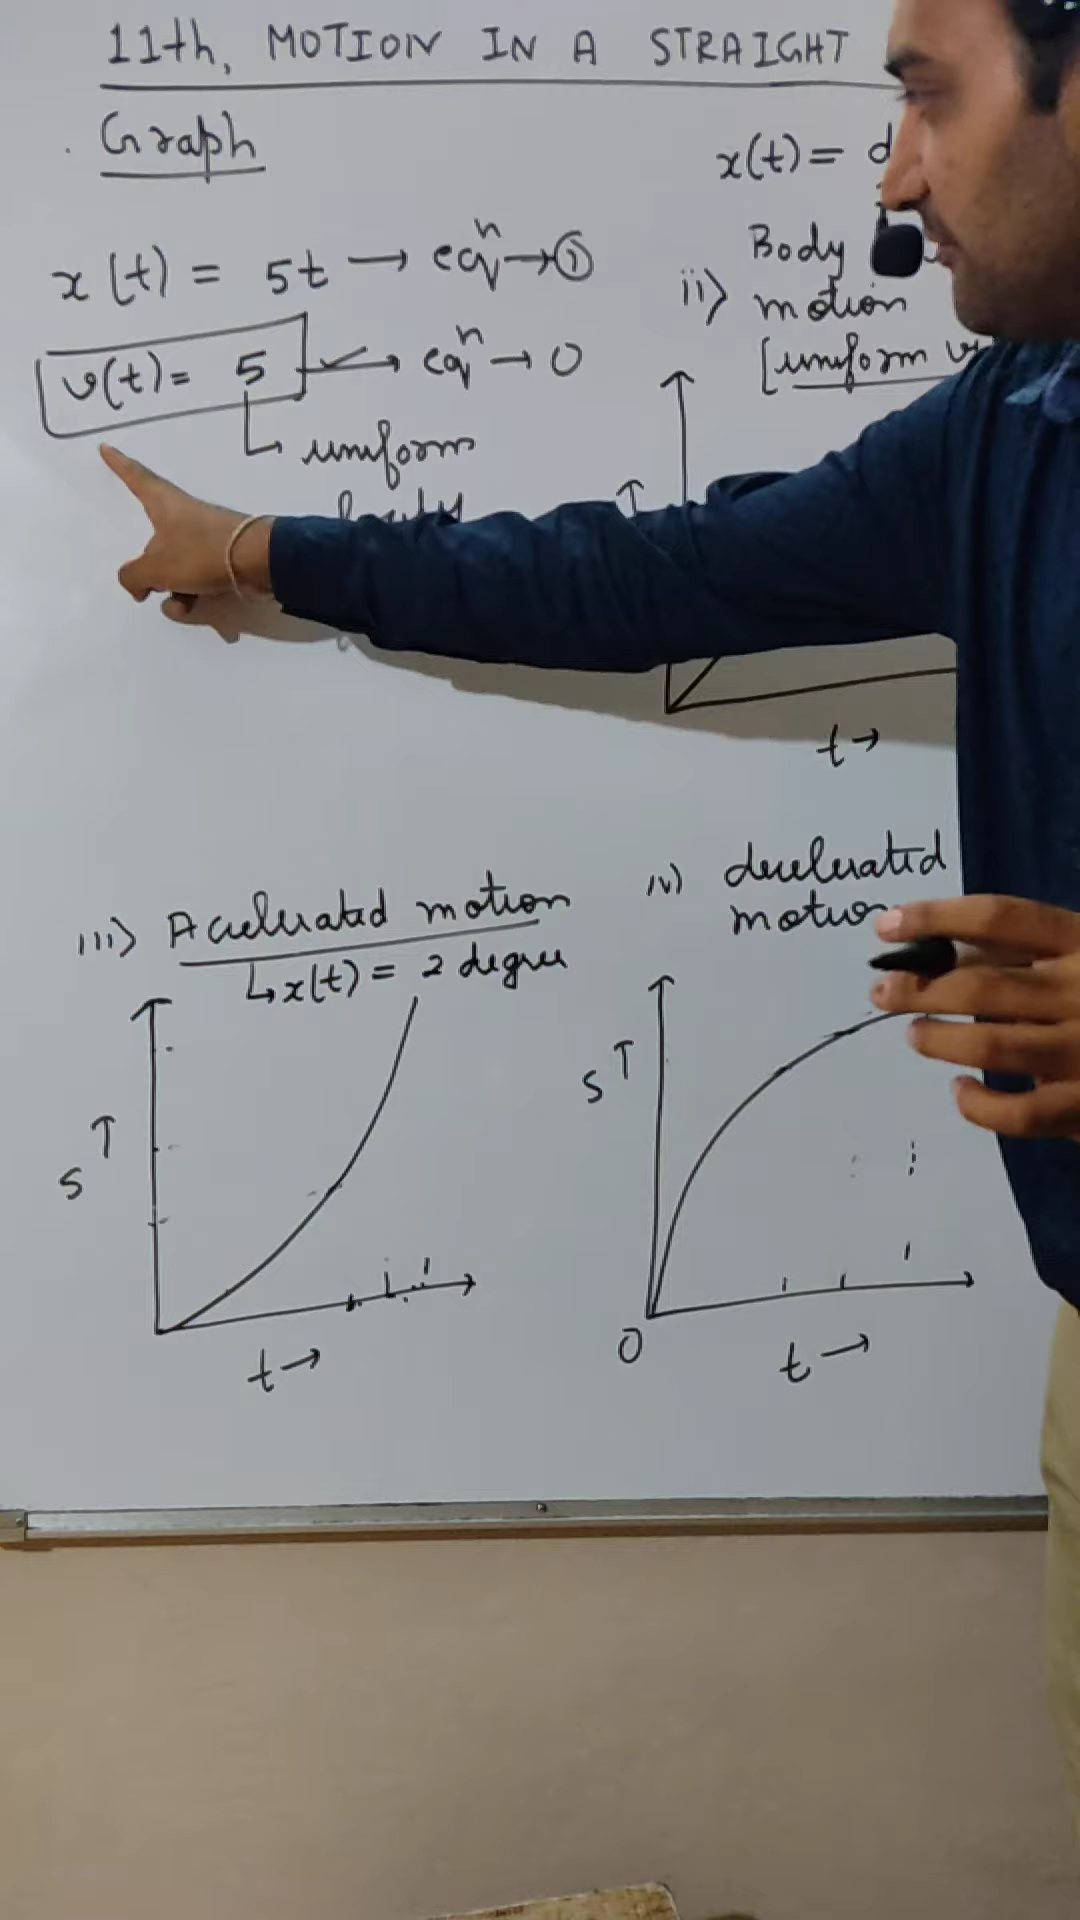 11th, MOTION IN A STRAIGHT
Graph
x(t) = 5t → eqⁿ → ①
v(t) = 5 → eqⁿ → 0
uniform
x(t) = d
ii) Body
motion
[uniform
t →
iii) Accelerated motion
↳ x(t) = 2 degree
S ↑
t →
iv) decelerated
motion
S ↑
O
t →